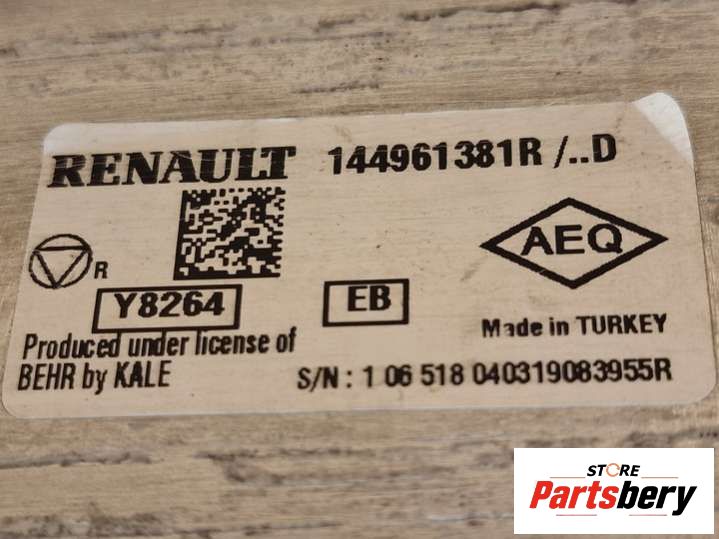 RENAULT 144961381R /..D
R
AEQ
Y8264
EB
Made in TURKEY
Produced under license of
BEHR by KALE
S/N : 1 06 518 040319083955R
STORE
Partsbery